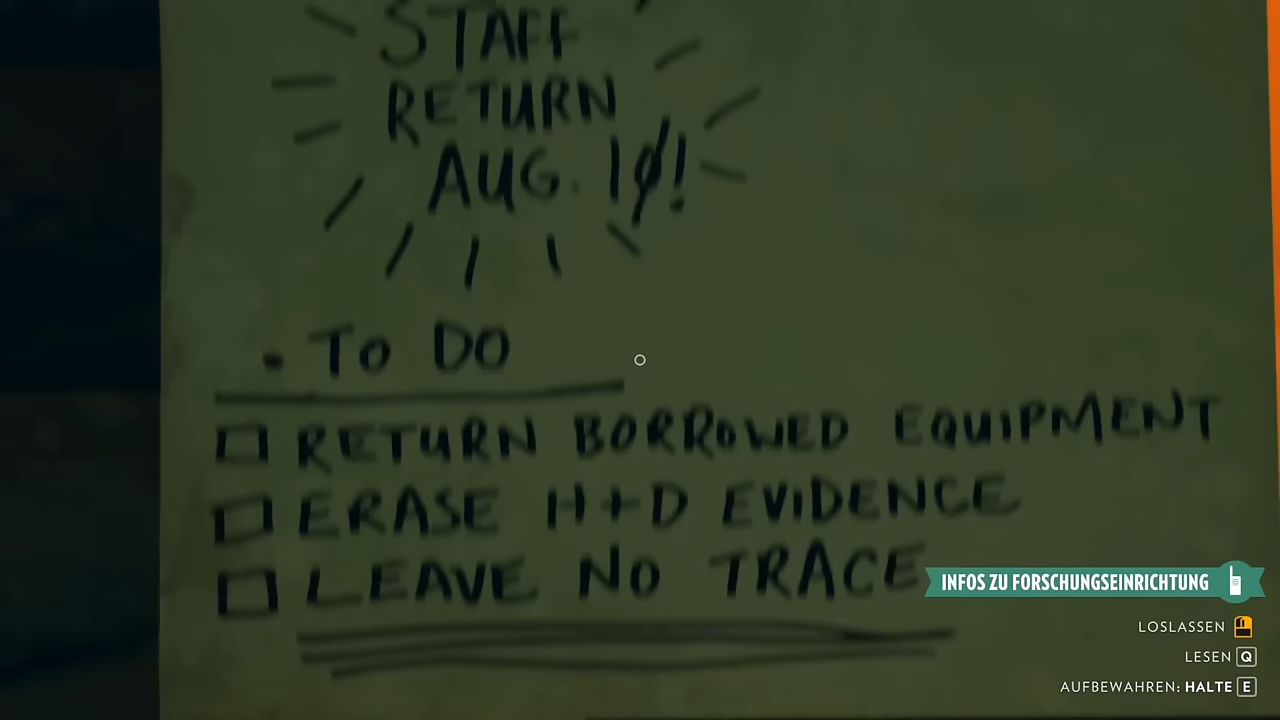 STAFF
RETURN
AUG. 10!
• TO DO
RETURN BORROWED EQUIPMENT
ERASE H+D EVIDENCE
LEAVE NO TRACE
INFOS ZU FORSCHUNGSEINRICHTUNG
LOSLASSEN
LESEN Q
AUFBEWAHREN: HALTE E